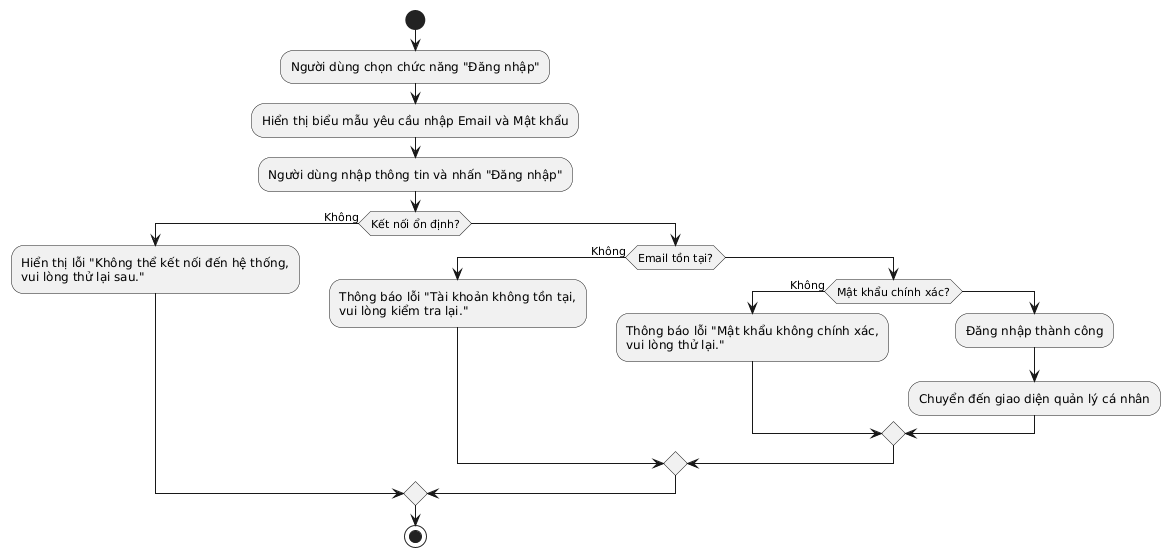 Người dùng chọn chức năng "Đăng nhập"
Hiển thị biểu mẫu yêu cầu nhập Email và Mật khẩu
Người dùng nhập thông tin và nhấn "Đăng nhập"
Không
Kết nối ổn định?
Hiển thị lỗi "Không thể kết nối đến hệ thống,
vui lòng thử lại sau."
Không
Email tồn tại?
Thông báo lỗi "Tài khoản không tồn tại,
vui lòng kiểm tra lại."
Không
Mật khẩu chính xác?
Thông báo lỗi "Mật khẩu không chính xác,
vui lòng thử lại."
Đăng nhập thành công
Chuyển đến giao diện quản lý cá nhân